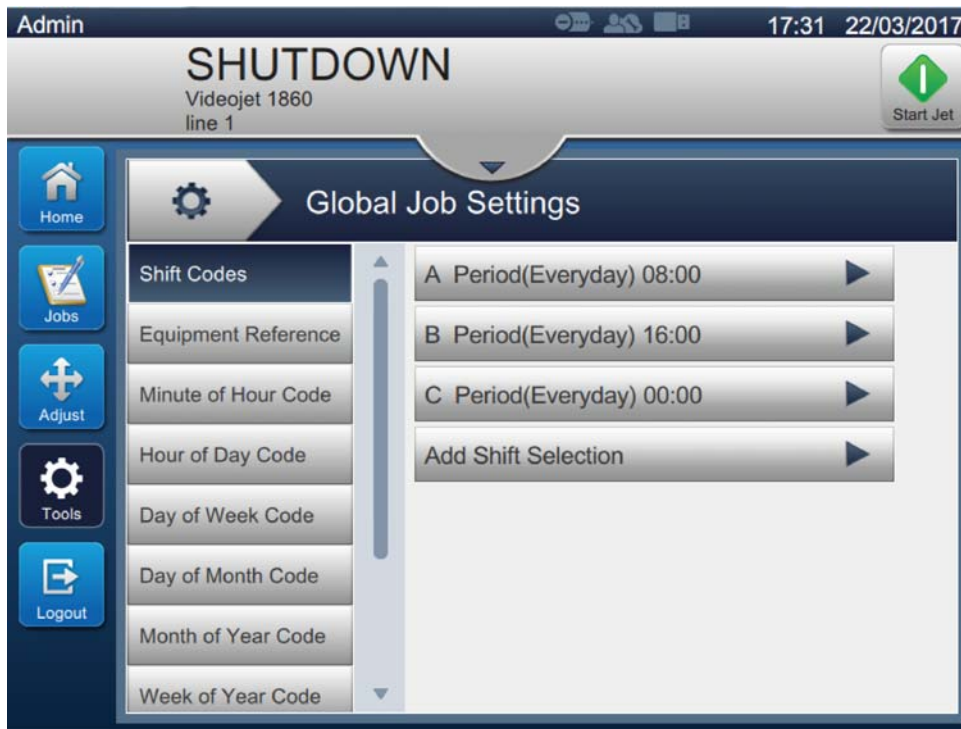 Admin
17:31 22/03/2017
SHUTDOWN
Videojet 1860
line 1
Start Jet
Home
Jobs
Adjust
Tools
Logout
Global Job Settings
Shift Codes
Equipment Reference
Minute of Hour Code
Hour of Day Code
Day of Week Code
Day of Month Code
Month of Year Code
Week of Year Code
A Period(Everyday) 08:00
B Period(Everyday) 16:00
C Period(Everyday) 00:00
Add Shift Selection